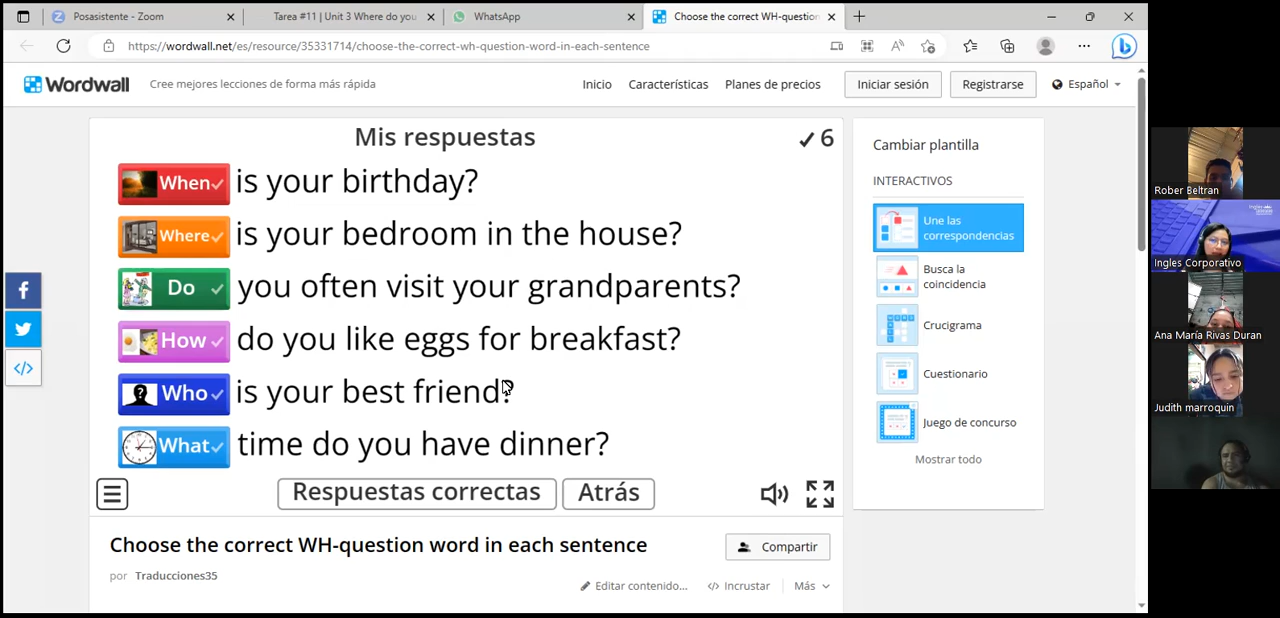 Posasistente - Zoom
Tarea #11 | Unit 3 Where do you
WhatsApp
Choose the correct WH-question
https://wordwall.net/es/resource/35331714/choose-the-correct-wh-question-word-in-each-sentence
Wordwall
Cree mejores lecciones de forma más rápida
Inicio
Características
Planes de precios
Iniciar sesión
Registrarse
Español
Mis respuestas
✓ 6
When ✓ is your birthday?
Where ✓ is your bedroom in the house?
Do ✓ you often visit your grandparents?
How ✓ do you like eggs for breakfast?
Who ✓ is your best friend?
What ✓ time do you have dinner?
Respuestas correctas
Atrás
Choose the correct WH-question word in each sentence
Compartir
por Traducciones35
Editar contenido...
Incrustar
Más
Cambiar plantilla
INTERACTIVOS
Une las
correspondencias
Busca la
coincidencia
Crucigrama
Cuestionario
Juego de concurso
Mostrar todo
Rober Beltran
Ingles Corporativo
Ana María Rivas Duran
Judith marroquin